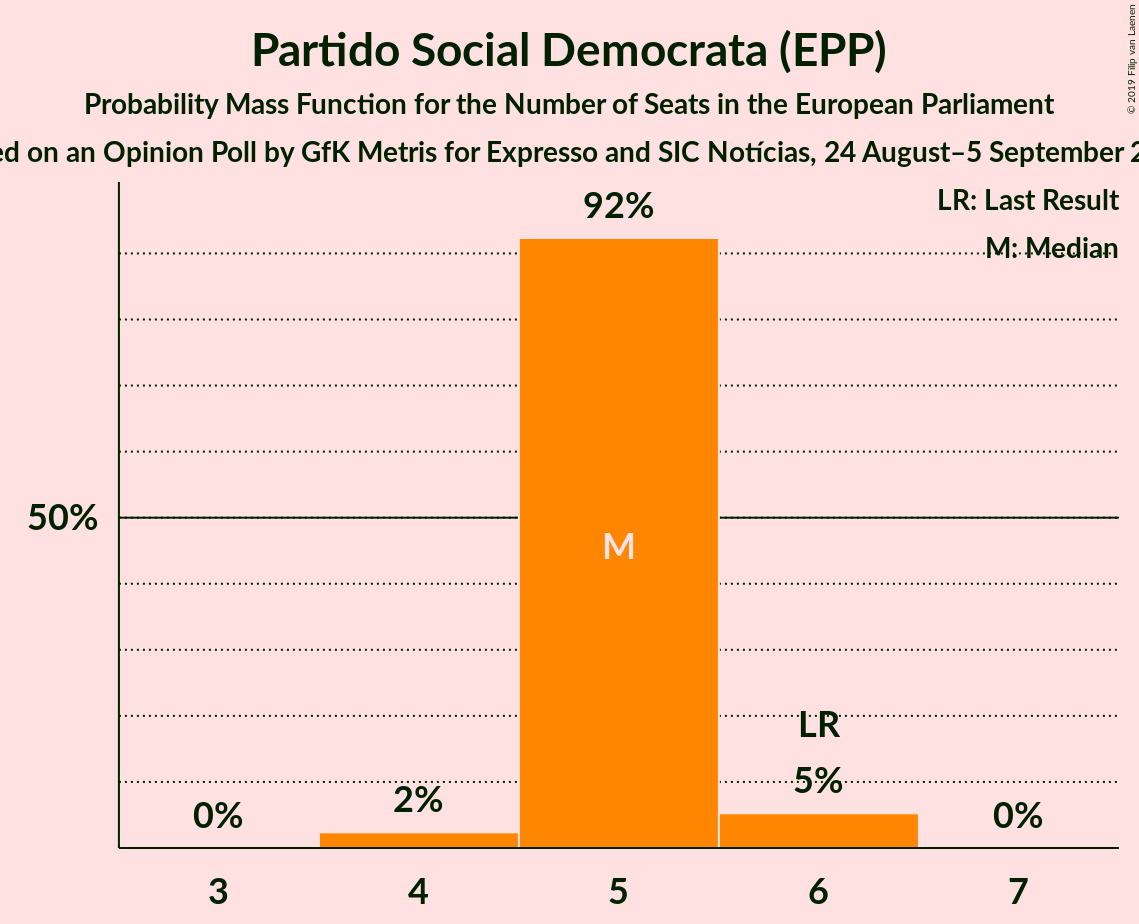 Partido Social Democrata (EPP)
Probability Mass Function for the Number of Seats in the European Parliament
on an Opinion Poll by GfK Metris for Expresso and SIC Notícias, 24 August–5 September
© 2019 Filip van Laenen
LR: Last Result
M: Median
92%
50%
M
LR
5%
2%
0%
0%
3 4 5 6 7